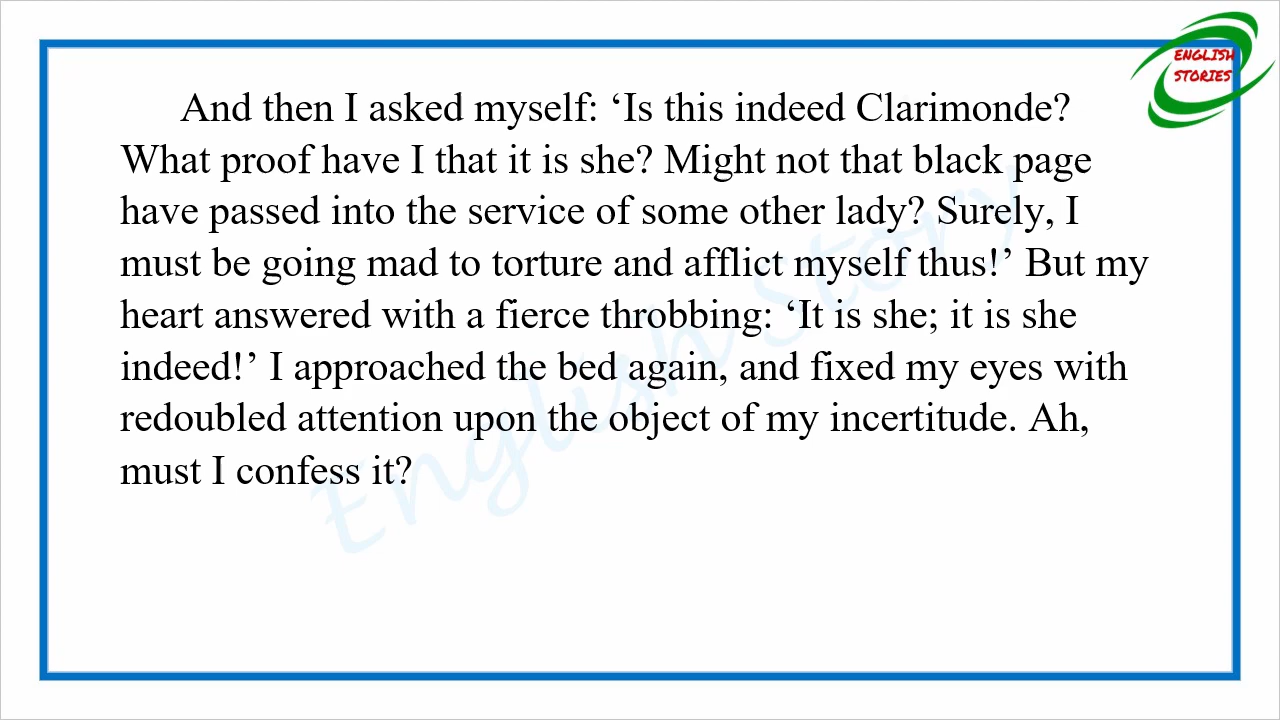 ENGLISH
STORIES
And then I asked myself: ‘Is this indeed Clarimonde?
What proof have I that it is she? Might not that black page
have passed into the service of some other lady? Surely, I
must be going mad to torture and afflict myself thus!’ But my
heart answered with a fierce throbbing: ‘It is she; it is she
indeed!’ I approached the bed again, and fixed my eyes with
redoubled attention upon the object of my incertitude. Ah,
must I confess it?
English Story